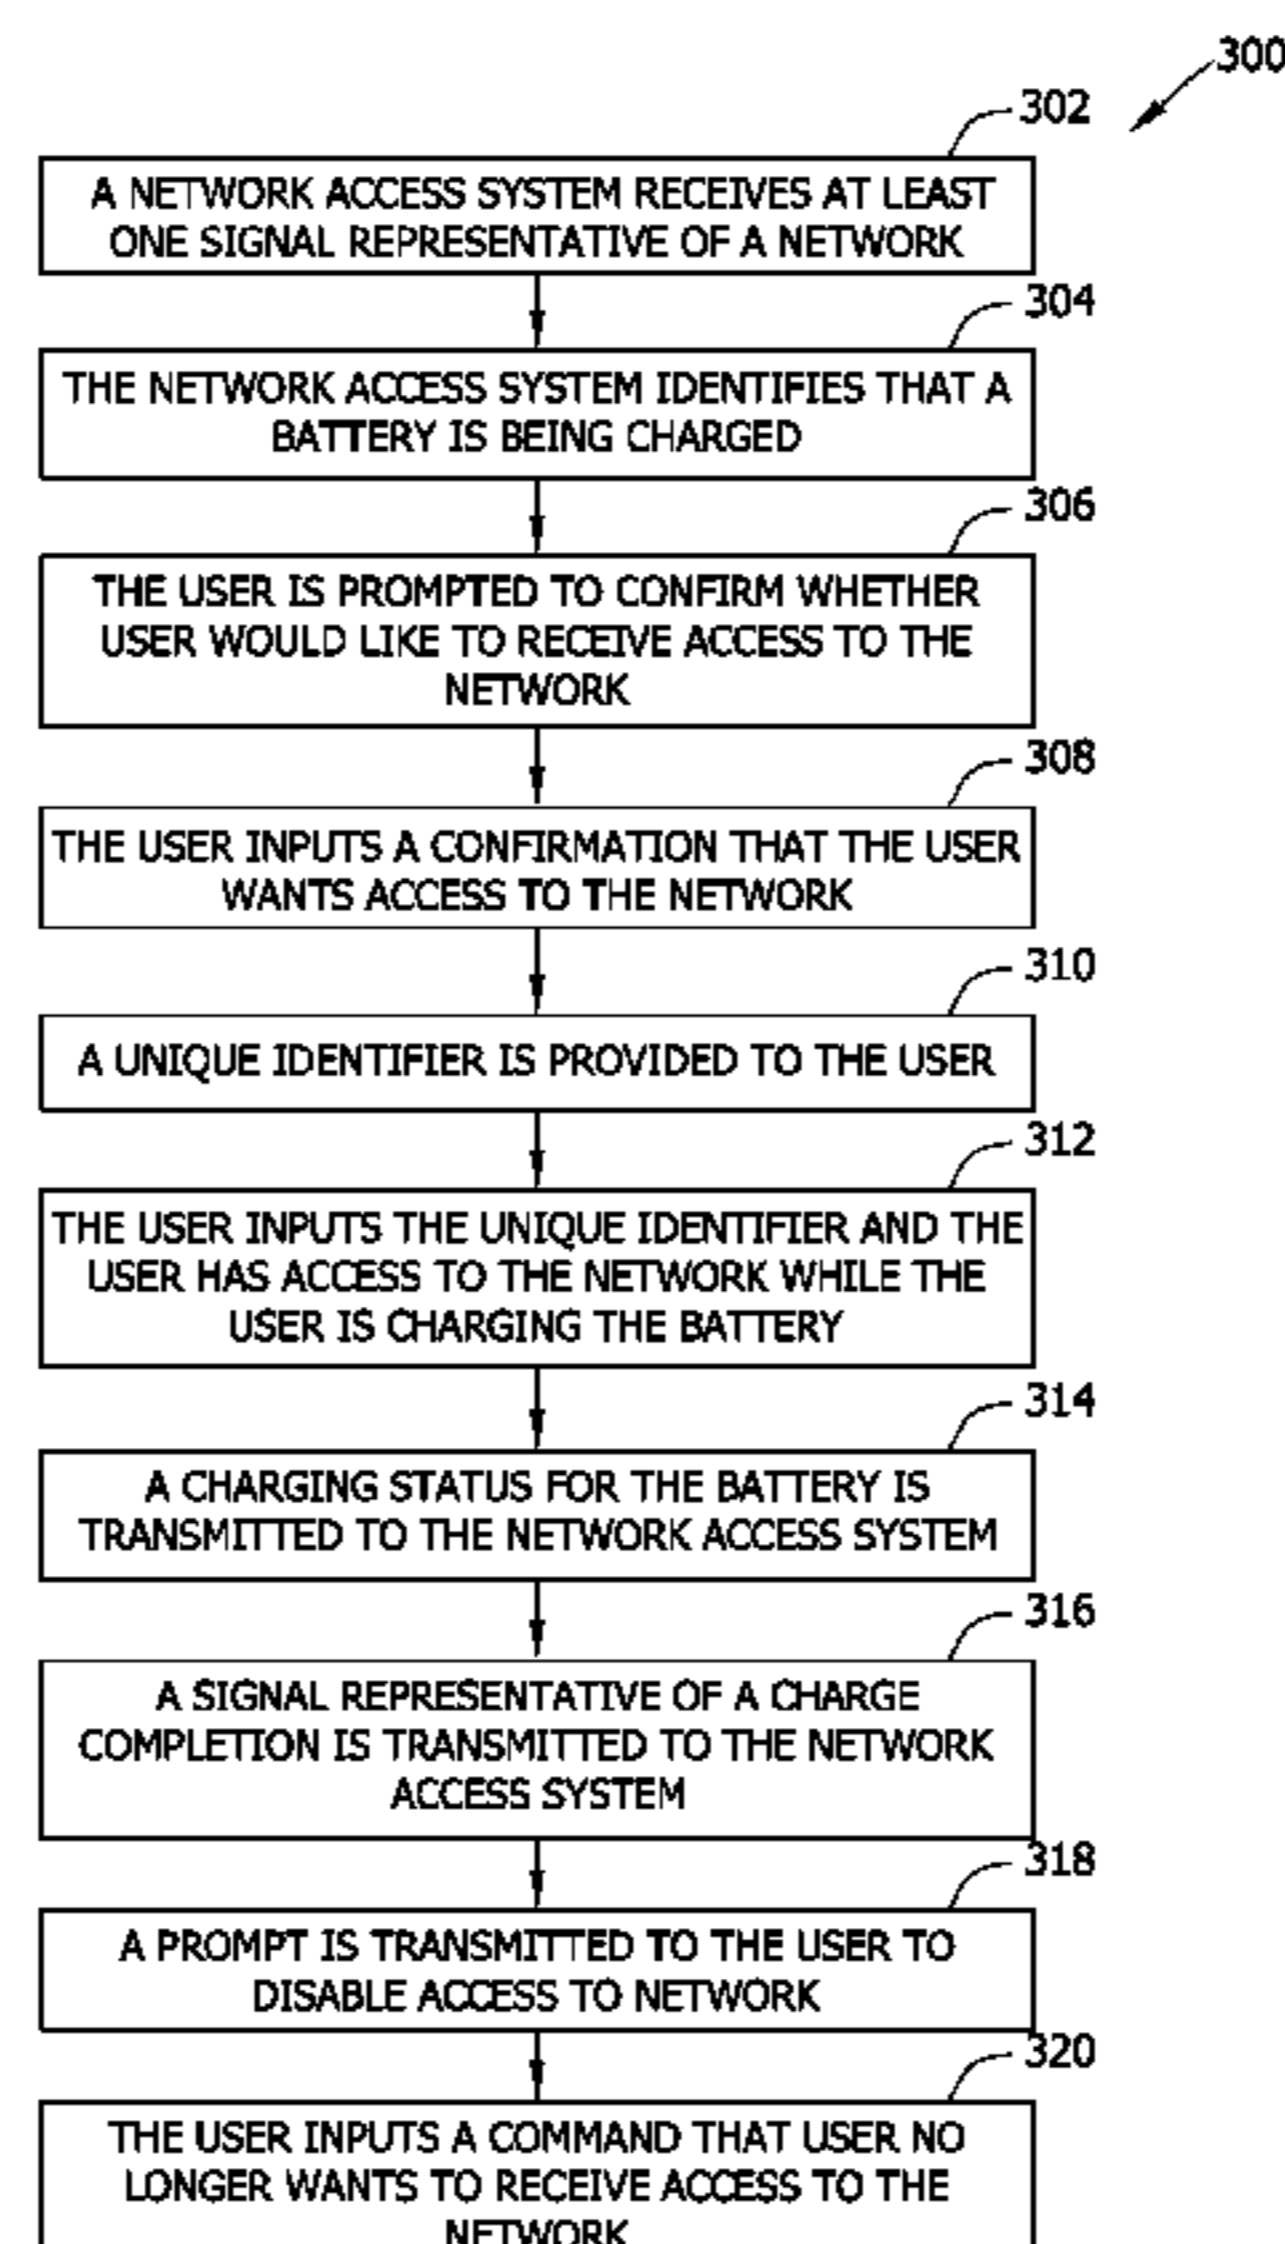 300
302
A NETWORK ACCESS SYSTEM RECEIVES AT LEAST
ONE SIGNAL REPRESENTATIVE OF A NETWORK
304
THE NETWORK ACCESS SYSTEM IDENTIFIES THAT A
BATTERY IS BEING CHARGED
306
THE USER IS PROMPTED TO CONFIRM WHETHER
USER WOULD LIKE TO RECEIVE ACCESS TO THE
NETWORK
308
THE USER INPUTS A CONFIRMATION THAT THE USER
WANTS ACCESS TO THE NETWORK
310
A UNIQUE IDENTIFIER IS PROVIDED TO THE USER
312
THE USER INPUTS THE UNIQUE IDENTIFIER AND THE
USER HAS ACCESS TO THE NETWORK WHILE THE
USER IS CHARGING THE BATTERY
314
A CHARGING STATUS FOR THE BATTERY IS
TRANSMITTED TO THE NETWORK ACCESS SYSTEM
316
A SIGNAL REPRESENTATIVE OF A CHARGE
COMPLETION IS TRANSMITTED TO THE NETWORK
ACCESS SYSTEM
318
A PROMPT IS TRANSMITTED TO THE USER TO
DISABLE ACCESS TO NETWORK
320
THE USER INPUTS A COMMAND THAT USER NO
LONGER WANTS TO RECEIVE ACCESS TO THE
NETWORK